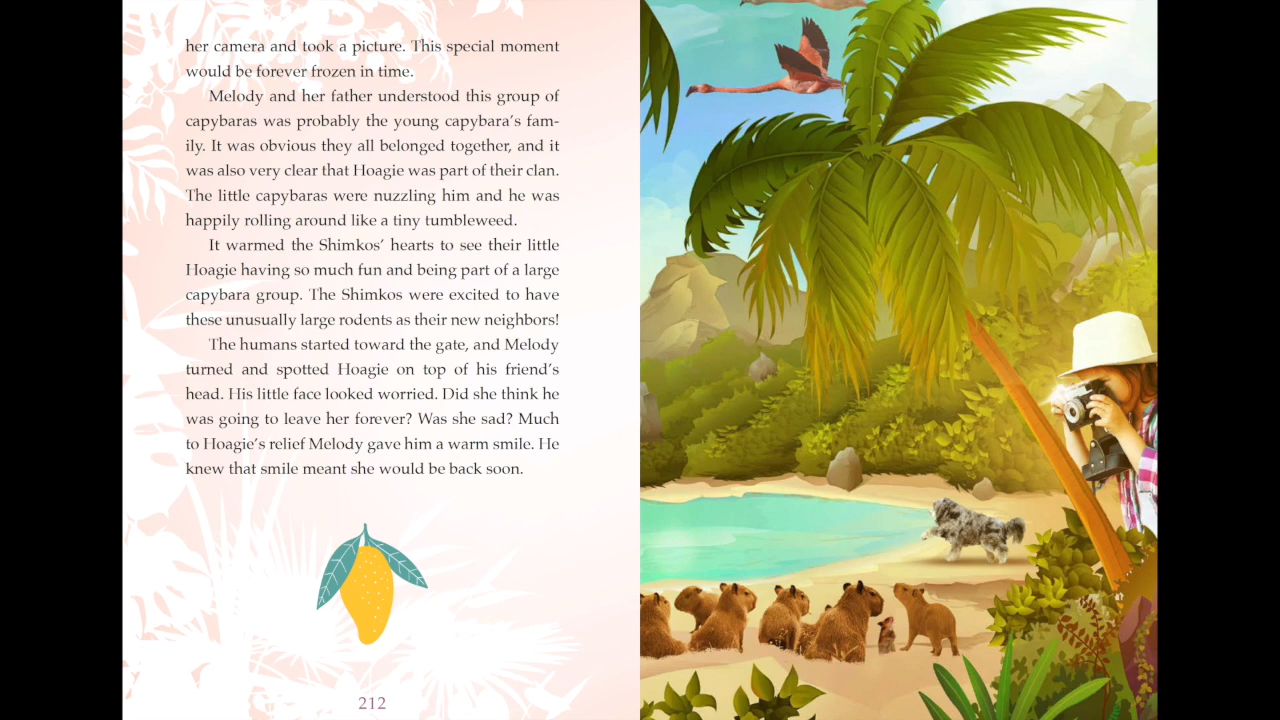 her camera and took a picture. This special moment
would be forever frozen in time.
Melody and her father understood this group of
capybaras was probably the young capybara’s fam-
ily. It was obvious they all belonged together, and it
was also very clear that Hoagie was part of their clan.
The little capybaras were nuzzling him and he was
happily rolling around like a tiny tumbleweed.
It warmed the Shimkos’ hearts to see their little
Hoagie having so much fun and being part of a large
capybara group. The Shimkos were excited to have
these unusually large rodents as their new neighbors!
The humans started toward the gate, and Melody
turned and spotted Hoagie on top of his friend’s
head. His little face looked worried. Did she think he
was going to leave her forever? Was she sad? Much
to Hoagie’s relief Melody gave him a warm smile. He
knew that smile meant she would be back soon.
212